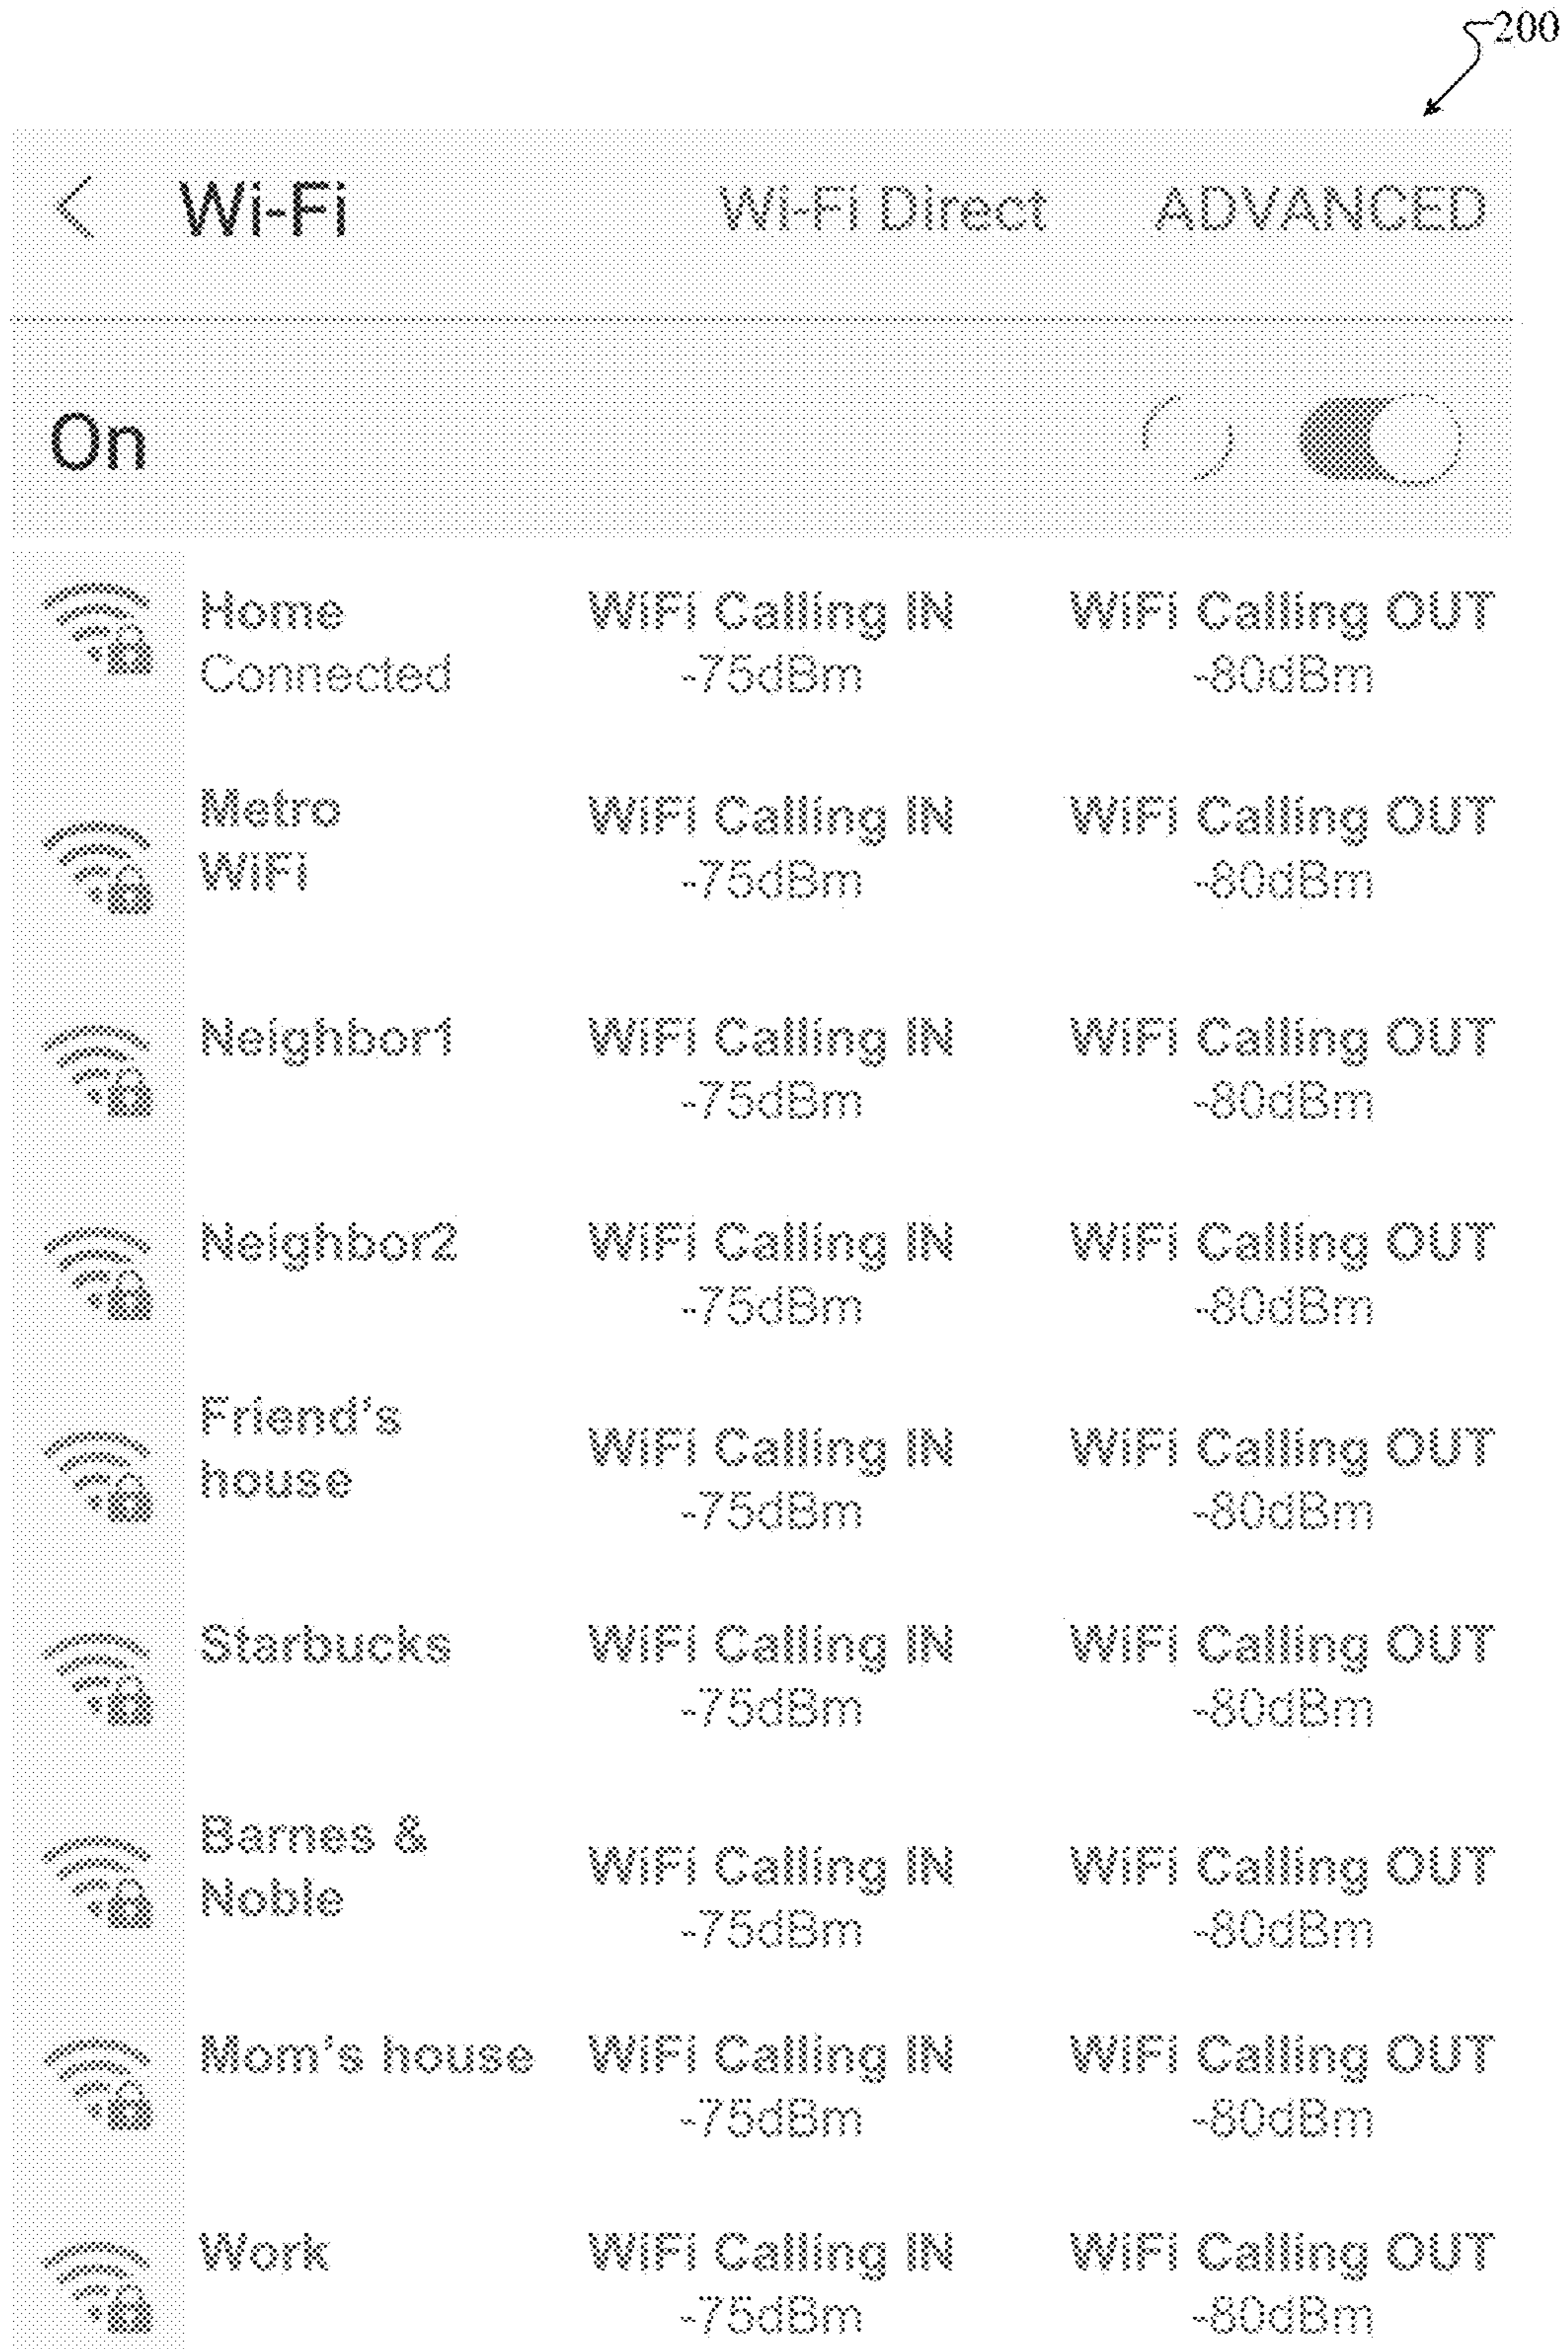 200
Wi-Fi Wi-Fi Direct ADVANCED
On
Home WiFi Calling IN WiFi Calling OUT
Connected -75dBm -80dBm
Metro WiFi Calling IN WiFi Calling OUT
WiFi -75dBm -80dBm
Neighbor1 WiFi Calling IN WiFi Calling OUT
-75dBm -80dBm
Neighbor2 WiFi Calling IN WiFi Calling OUT
-75dBm -80dBm
Friend's
house WiFi Calling IN WiFi Calling OUT
-75dBm -80dBm
Starbucks WiFi Calling IN WiFi Calling OUT
-75dBm -80dBm
Barnes &
Noble WiFi Calling IN WiFi Calling OUT
-75dBm -80dBm
Mom's house WiFi Calling IN WiFi Calling OUT
-75dBm -80dBm
Work WiFi Calling IN WiFi Calling OUT
-75dBm -80dBm